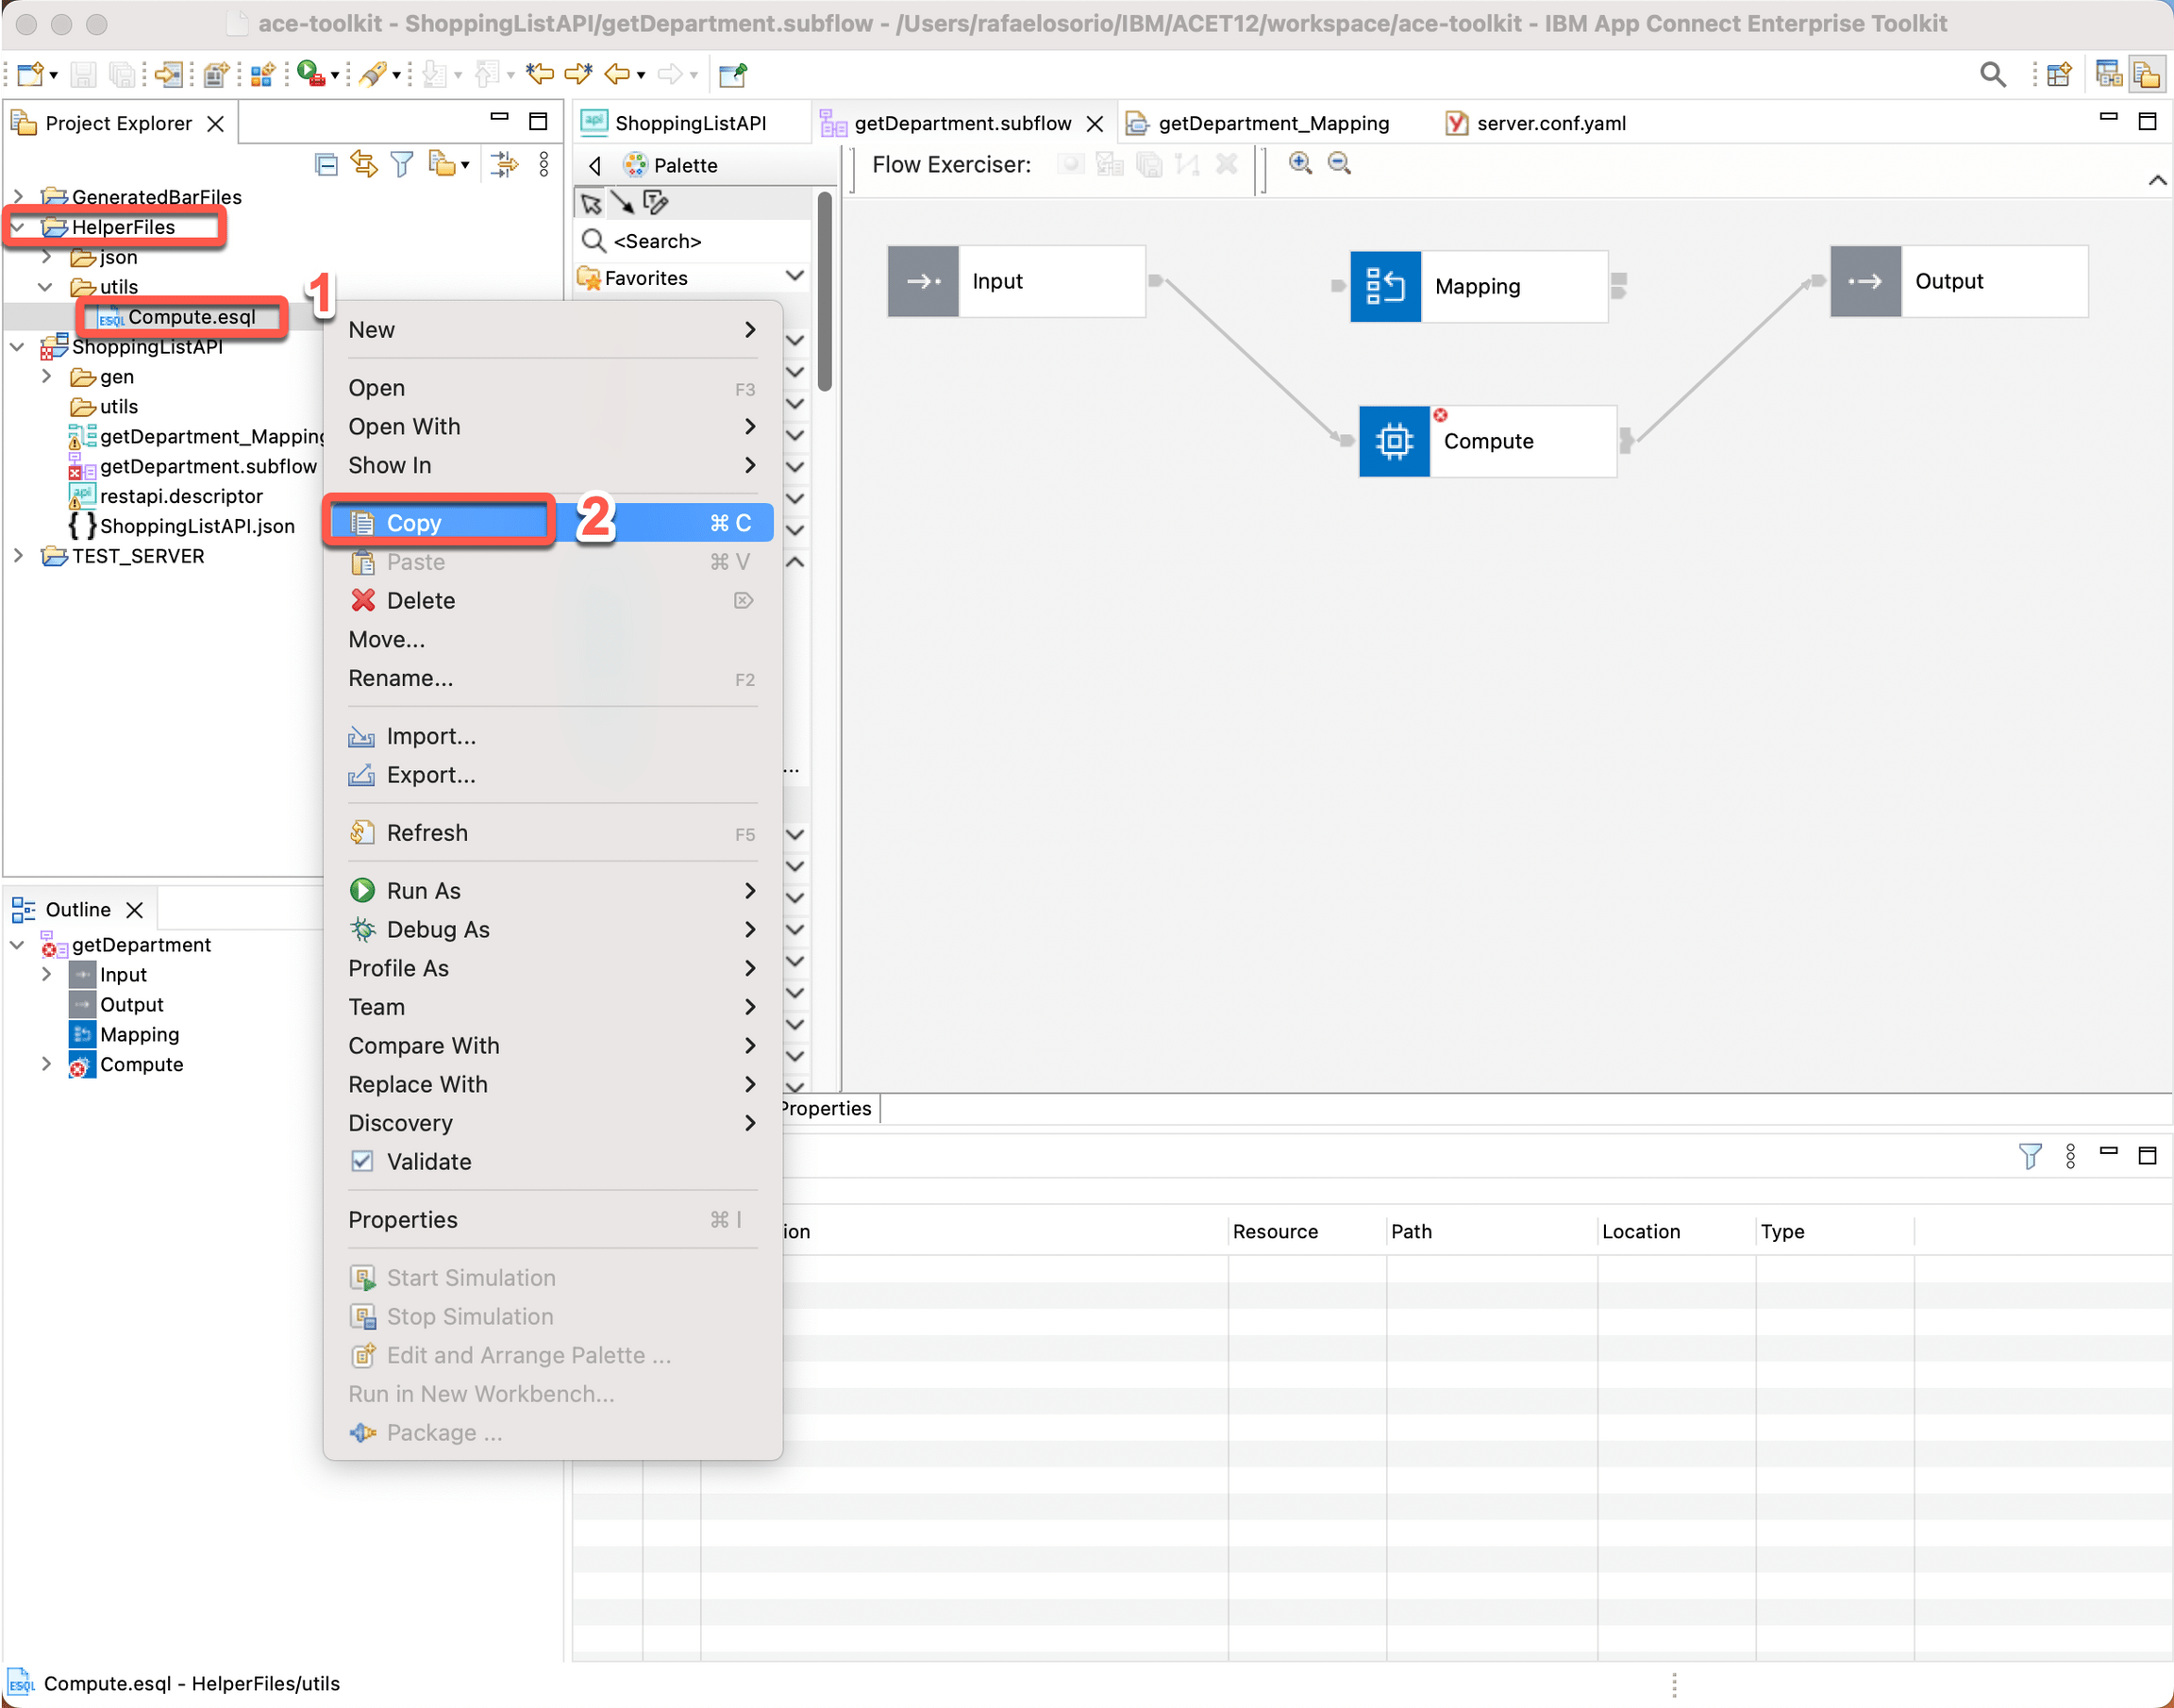 ace-toolkit - ShoppingListAPI/getDepartment.subflow - /Users/rafaelosorio/IBM/ACET12/workspace/ace-toolkit - IBM App Connect Enterprise Toolkit
Project Explorer
GeneratedBarFiles
HelperFiles
json
utils
1
ESQL Compute.esql
ShoppingListAPI
gen
utils
getDepartment_Mapping
getDepartment.subflow
api restapi.descriptor
{ } ShoppingListAPI.json
TEST_SERVER
Outline
getDepartment
Input
Output
Mapping
Compute
New
Open F3
Open With
Show In
Copy 2 ⌘ C
Paste ⌘ V
Delete
Move...
Rename... F2
Import...
Export...
Refresh F5
Run As
Debug As
Profile As
Team
Compare With
Replace With
Discovery
Validate
Properties ⌘ I
Start Simulation
Stop Simulation
Edit and Arrange Palette ...
Run in New Workbench...
Package ...
api ShoppingListAPI
getDepartment.subflow
getDepartment_Mapping
Y server.conf.yaml
Palette
<Search>
Favorites
...
Flow Exerciser:
Input
Mapping
Output
Compute
Properties
ion
Resource
Path
Location
Type
ESQL Compute.esql - HelperFiles/utils